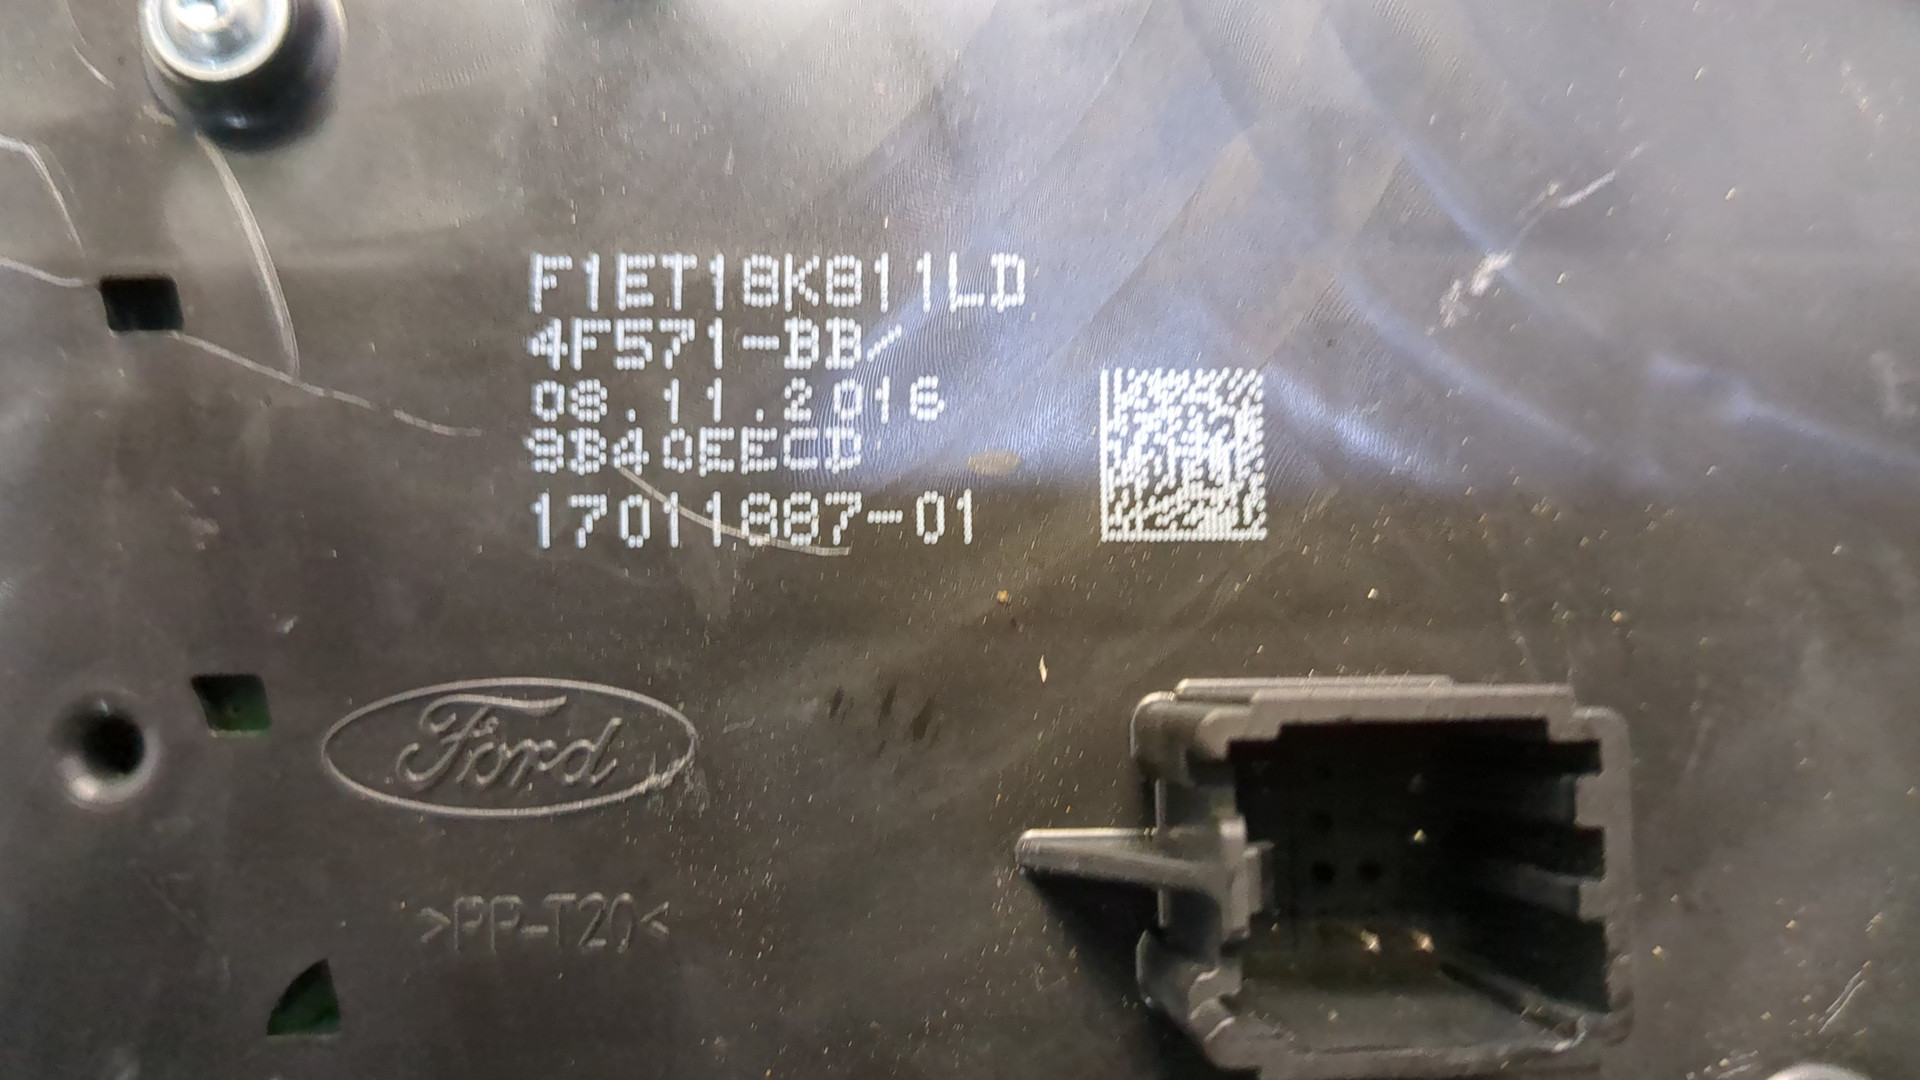 F1ET18K811LD
4F571-BB-
08.11.2016
9B40EECD
17011887-01
Ford
>PP-T20<